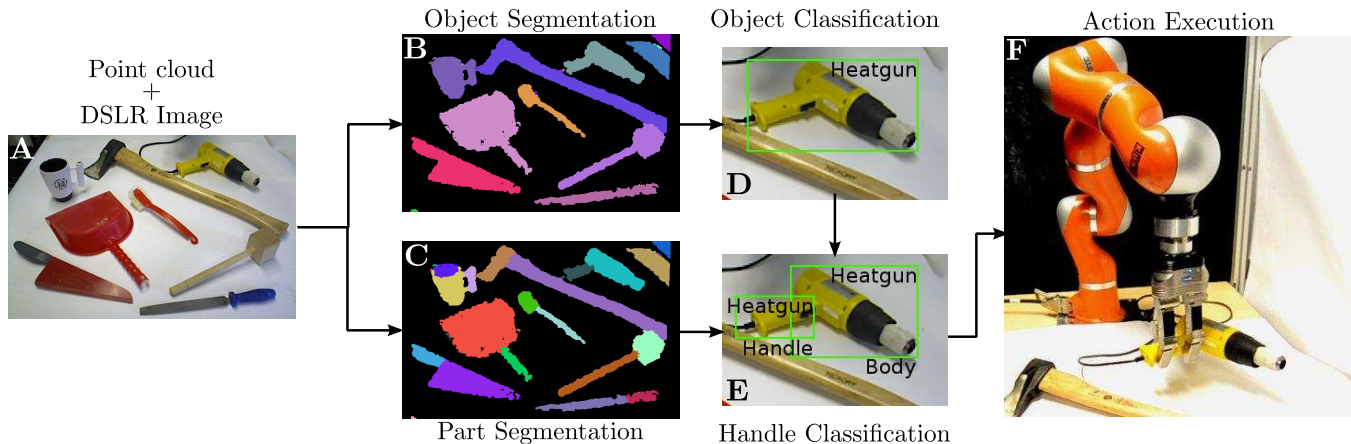 Object Segmentation
Object Classification
Action Execution
Point cloud
+
DSLR Image
A
B
C
D
Heatgun
E
Heatgun
Heatgun
Handle
Body
F
Part Segmentation
Handle Classification